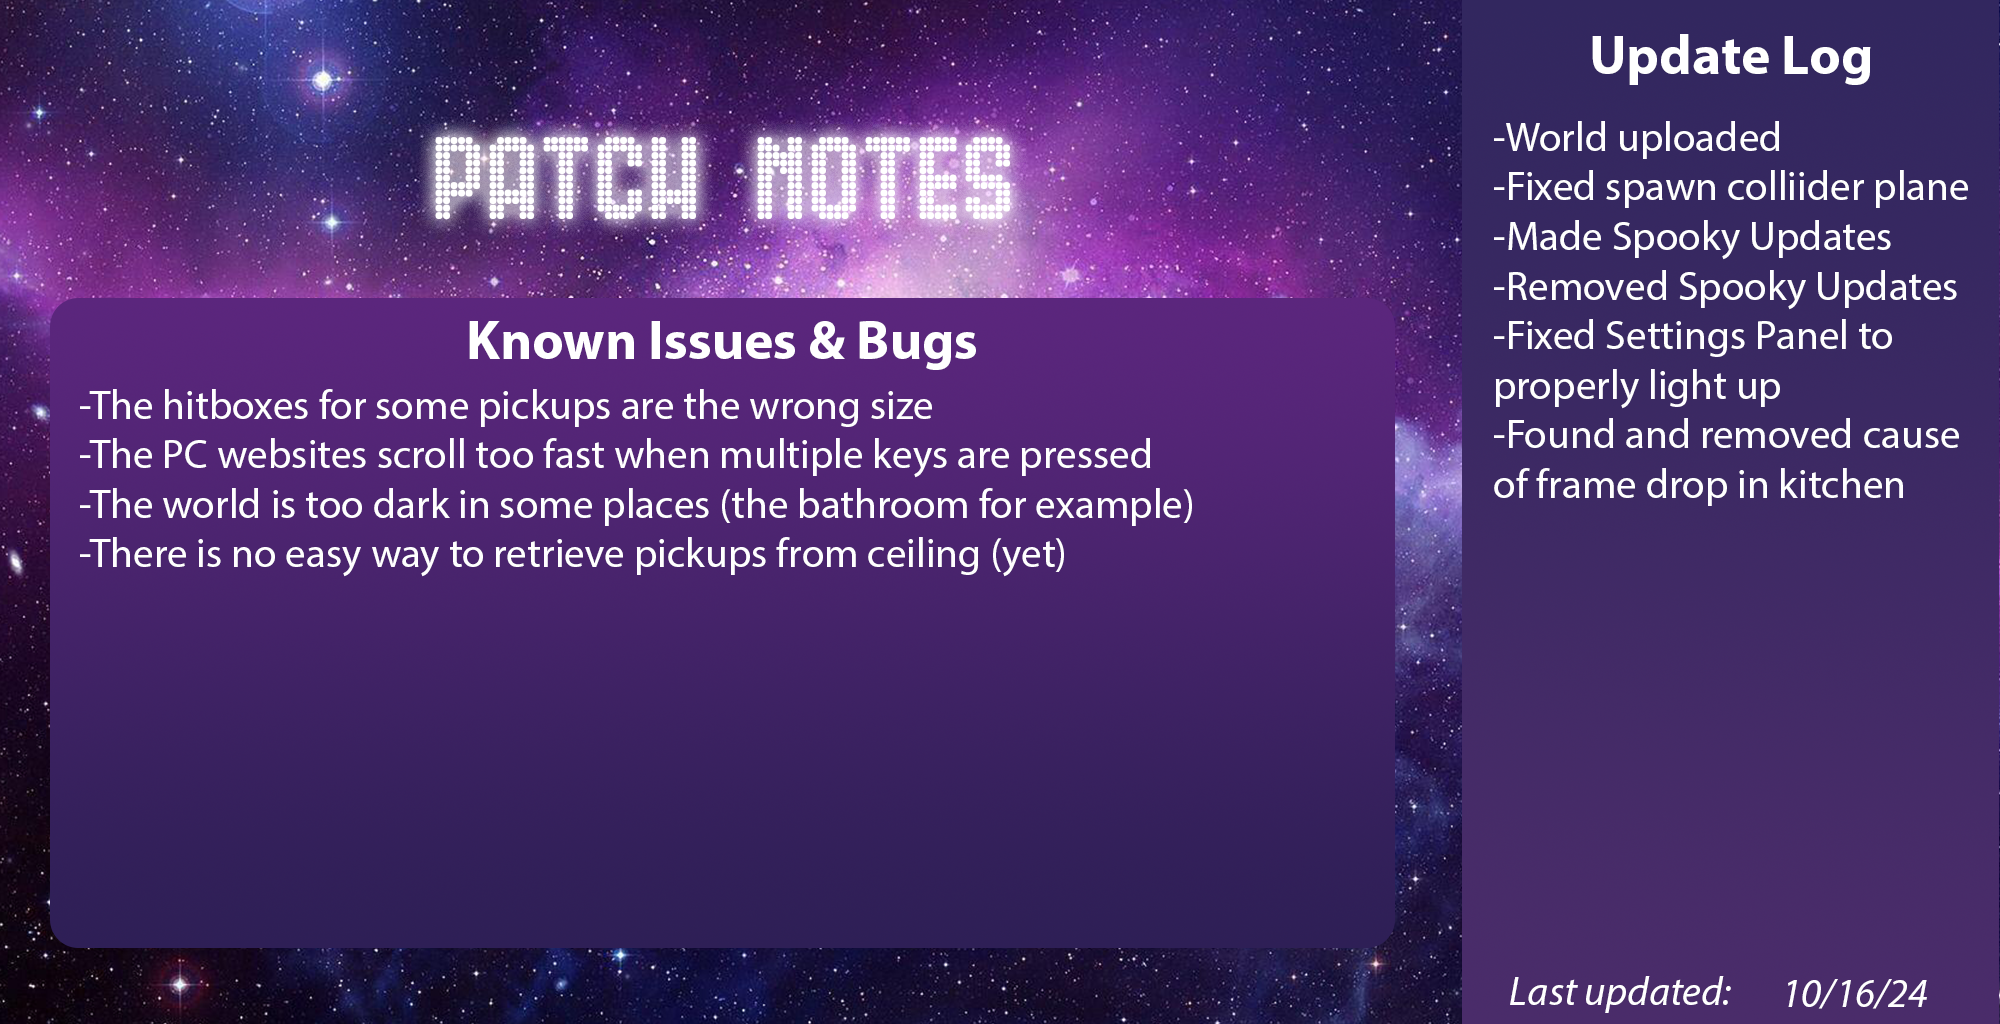 PATCH NOTES
Known Issues & Bugs
-The hitboxes for some pickups are the wrong size
-The PC websites scroll too fast when multiple keys are pressed
-The world is too dark in some places (the bathroom for example)
-There is no easy way to retrieve pickups from ceiling (yet)
Update Log
-World uploaded
-Fixed spawn colliider plane
-Made Spooky Updates
-Removed Spooky Updates
-Fixed Settings Panel to
properly light up
-Found and removed cause
of frame drop in kitchen
Last updated: 10/16/24